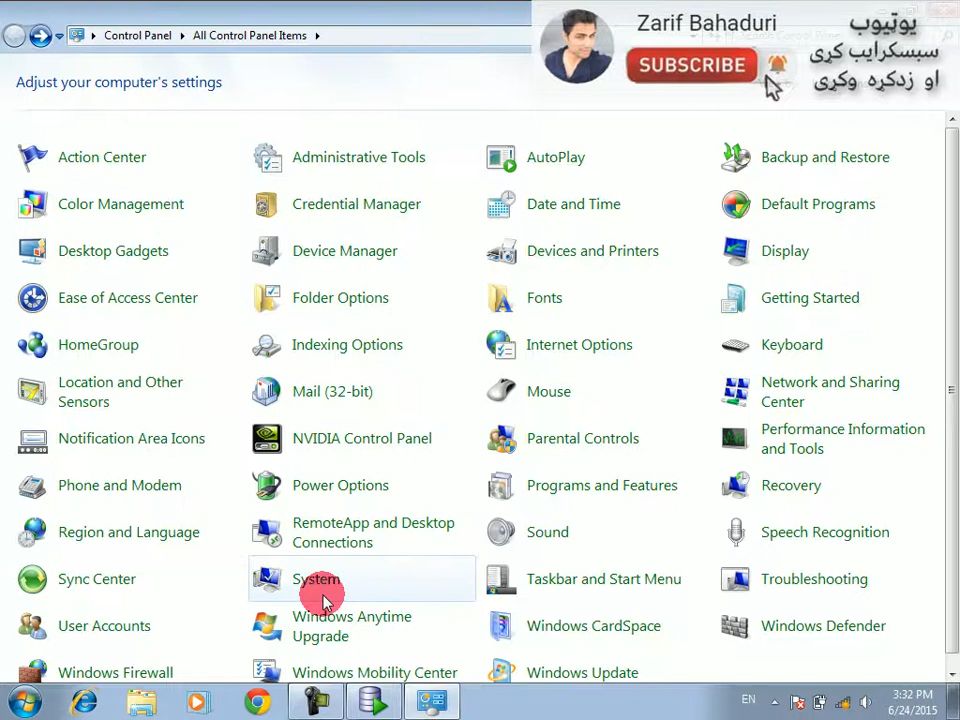 Control Panel
All Control Panel Items
Zarif Bahaduri
SUBSCRIBE
یوټیوب
سبسکرایب کړی
او زدکړه وکړی
Adjust your computer's settings
Action Center
Administrative Tools
AutoPlay
Backup and Restore
Color Management
Credential Manager
Date and Time
Default Programs
Desktop Gadgets
Device Manager
Devices and Printers
Display
Ease of Access Center
Folder Options
Fonts
Getting Started
HomeGroup
Indexing Options
Internet Options
Keyboard
Location and Other
Sensors
Mail (32-bit)
Mouse
Network and Sharing
Center
Notification Area Icons
NVIDIA Control Panel
Parental Controls
Performance Information
and Tools
Phone and Modem
Power Options
Programs and Features
Recovery
Region and Language
RemoteApp and Desktop
Connections
Sound
Speech Recognition
Sync Center
System
Taskbar and Start Menu
Troubleshooting
User Accounts
Windows Anytime
Upgrade
Windows CardSpace
Windows Defender
Windows Firewall
Windows Mobility Center
Windows Update
EN
3:32 PM
6/24/2015